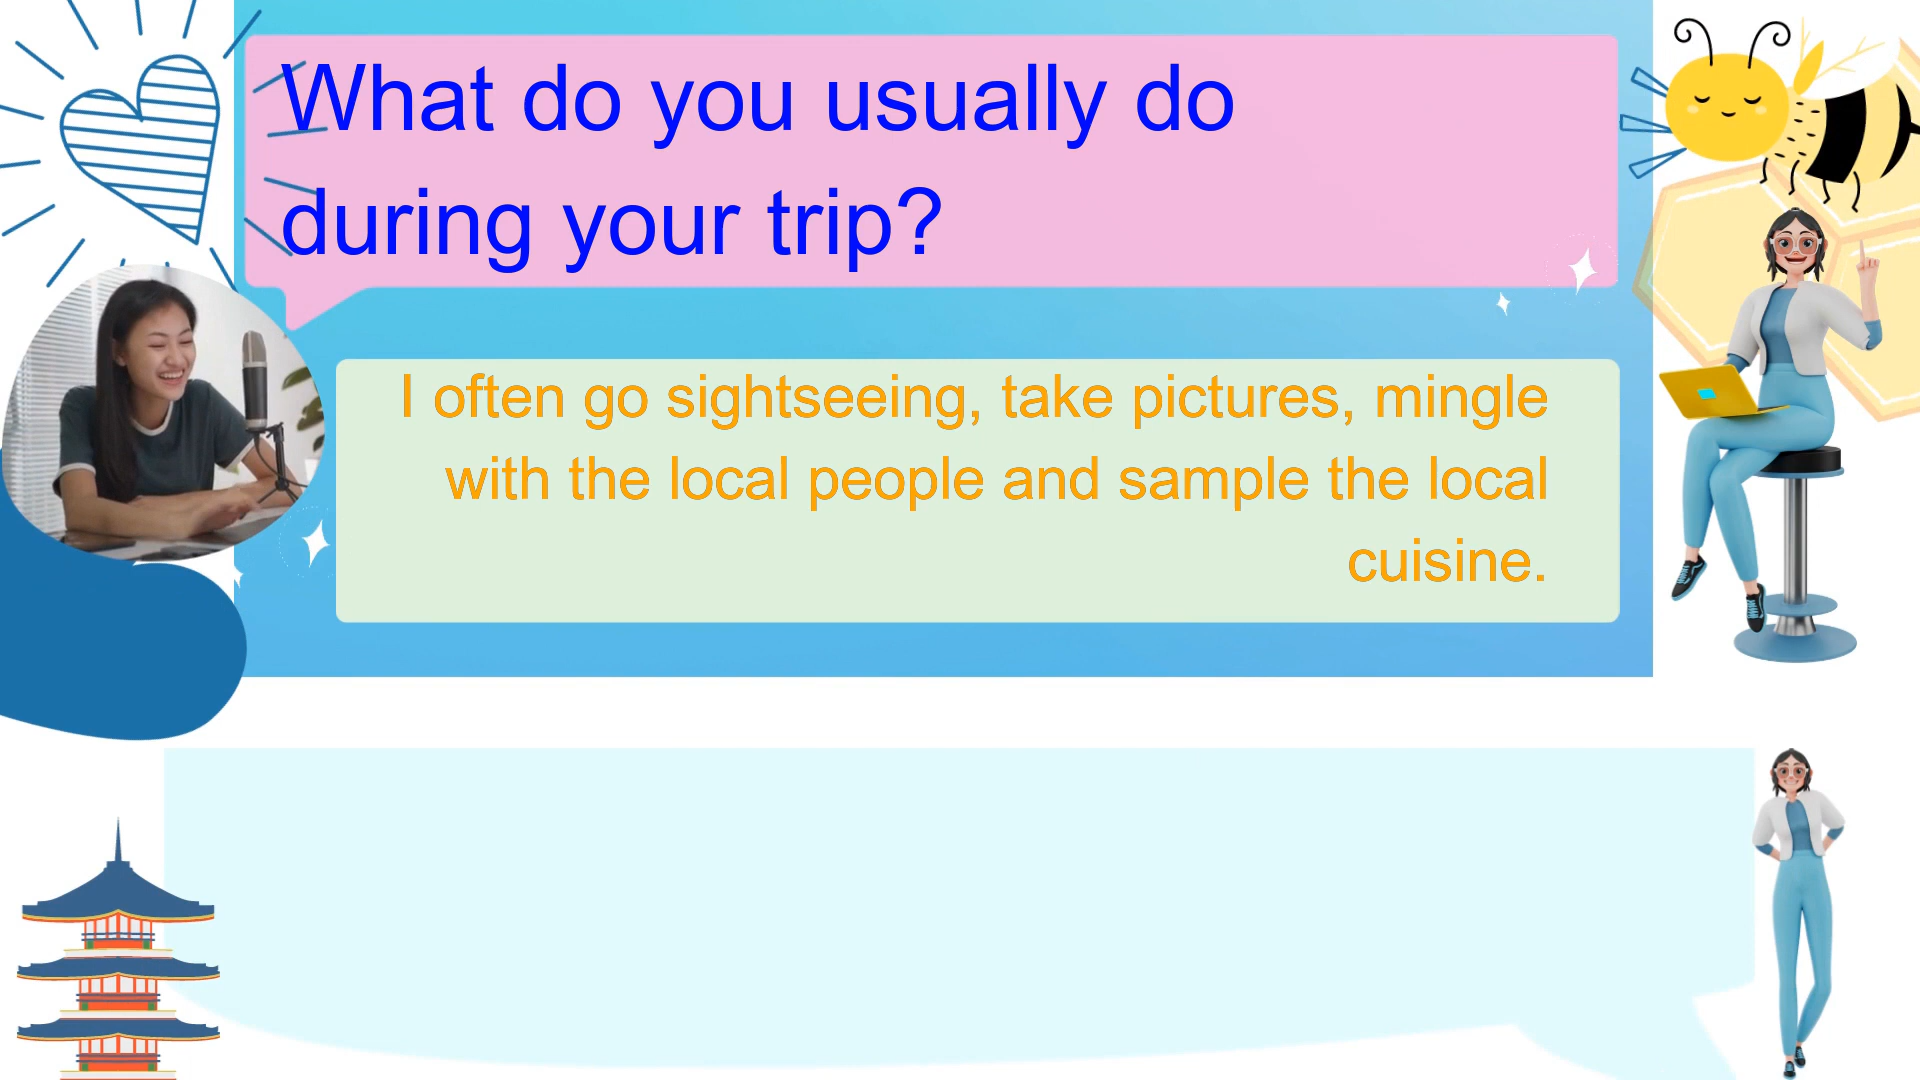 What do you usually do
during your trip?
I often go sightseeing, take pictures, mingle
with the local people and sample the local
cuisine.